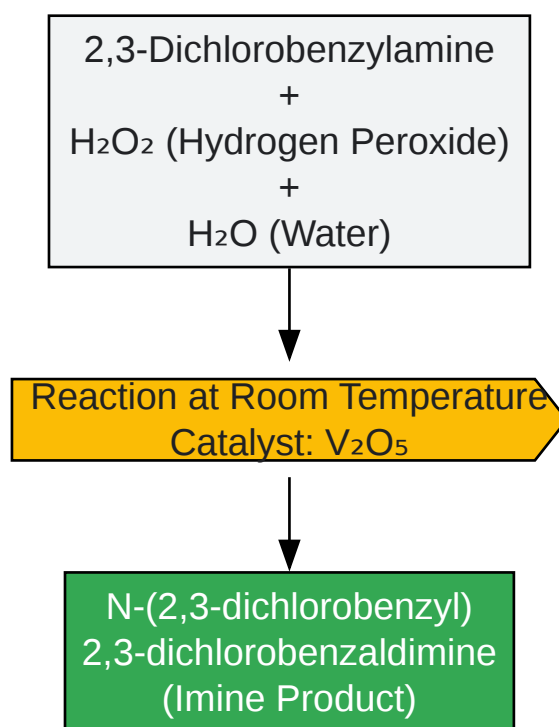 2,3-Dichlorobenzylamine
+
H₂O₂ (Hydrogen Peroxide)
+
H₂O (Water)
Reaction at Room Temperature
Catalyst: V₂O₅
N-(2,3-dichlorobenzyl)
2,3-dichlorobenzaldimine
(Imine Product)